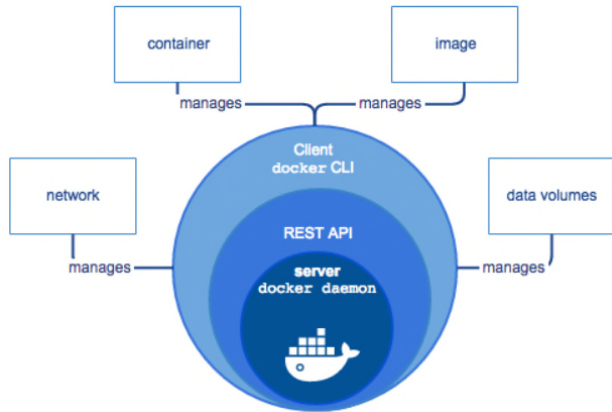 container
image
manages
manages
Client
docker CLI
network
data volumes
REST API
manages
server
manages
docker daemon